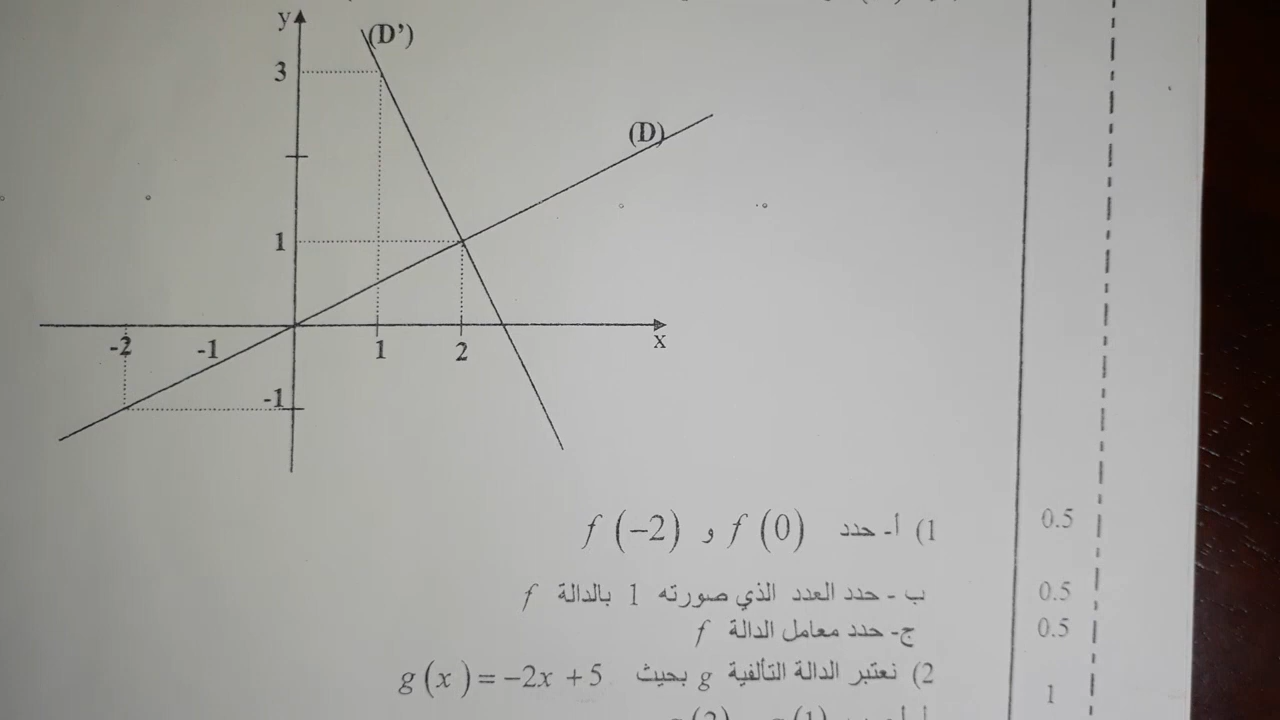 y
(D’)
3
(D)
1
x
-2 -1 1 2
-1
1) أ- حدد f (0) و f (−2) 0.5
ب - حدد العدد الذي صورته 1 بالدالة f 0.5
ج- حدد معامل الدالة f 0.5
2) نعتبر الدالة التألفية g بحيث g (x) = −2x + 5 1